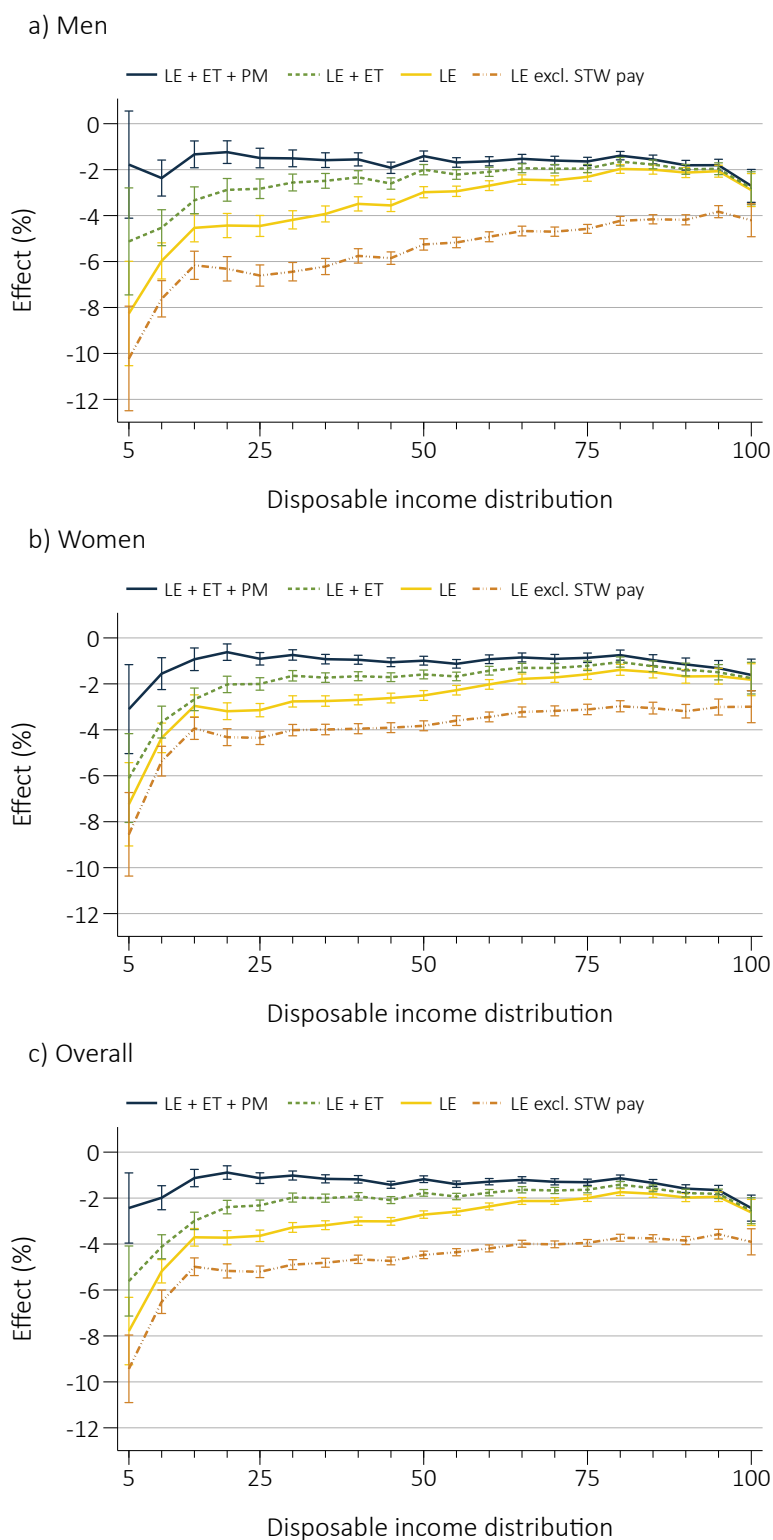 a) Men
LE + ET + PM LE + ET LE LE excl. STW pay
0
-2
-4
-6
-8
-10
-12
Effect (%)
5 25 50 75 100
Disposable income distribution
b) Women
LE + ET + PM LE + ET LE LE excl. STW pay
0
-2
-4
-6
-8
-10
-12
Effect (%)
5 25 50 75 100
Disposable income distribution
c) Overall
LE + ET + PM LE + ET LE LE excl. STW pay
0
-2
-4
-6
-8
-10
-12
Effect (%)
5 25 50 75 100
Disposable income distribution